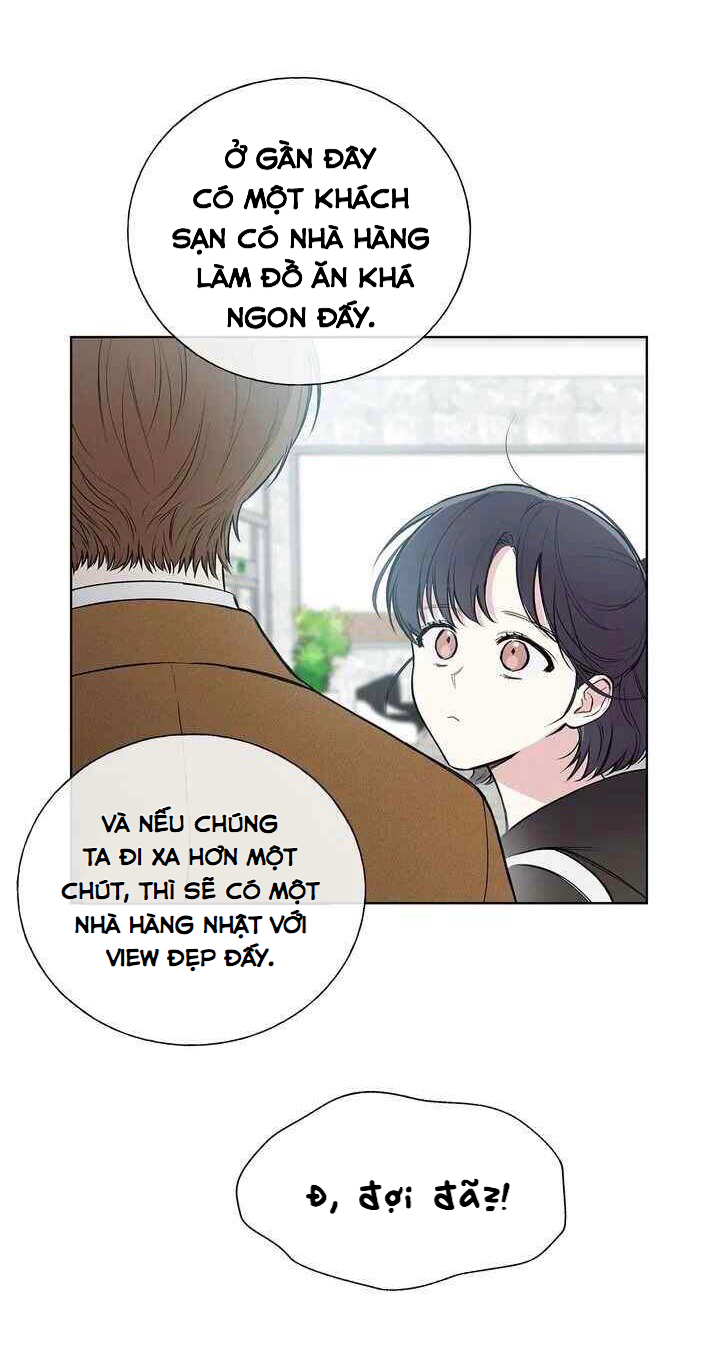 Ở GẦN ĐÂY
CÓ MỘT KHÁCH
SẠN CÓ NHÀ HÀNG
LÀM ĐỒ ĂN KHÁ
NGON ĐẤY.
VÀ NẾU CHÚNG
TA ĐI XA HƠN MỘT
CHÚT, THÌ SẼ CÓ MỘT
NHÀ HÀNG NHẬT VỚI
VIEW ĐẸP ĐẤY.
Đ, đợi đã?!